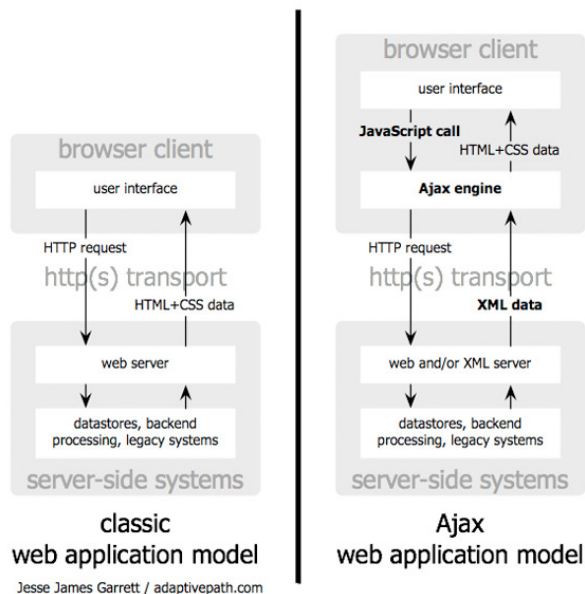 browser client
user interface
HTTP request
http(s) transport
HTML+CSS data
web server
datastores, backend
processing, legacy systems
server-side systems
classic
web application model
Jesse James Garrett / adaptivepath.com
browser client
user interface
JavaScript call
HTML+CSS data
Ajax engine
HTTP request
http(s) transport
XML data
web and/or XML server
datastores, backend
processing, legacy systems
server-side systems
Ajax
web application model